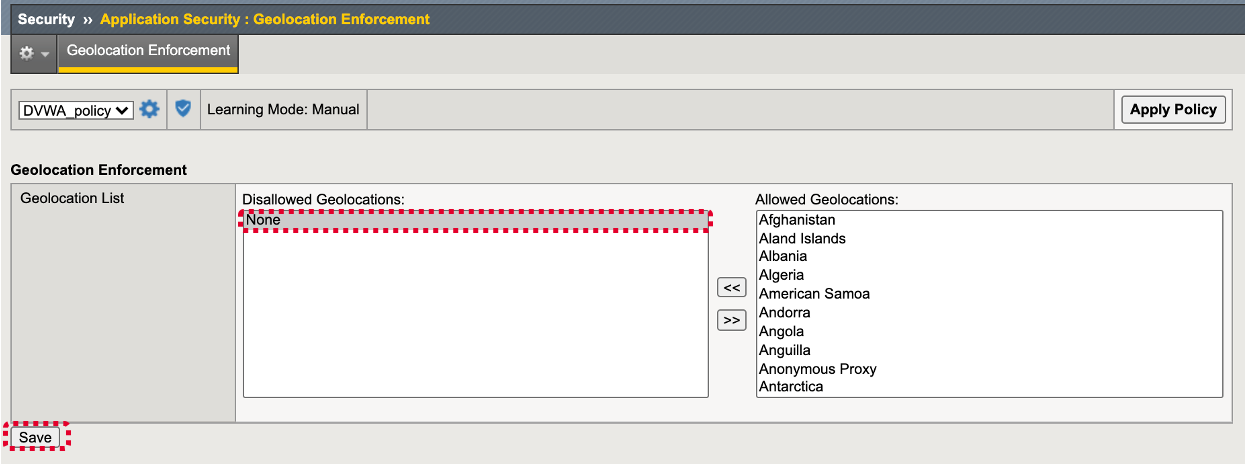 Security ›› Application Security : Geolocation Enforcement
Geolocation Enforcement
DVWA_policy
Learning Mode: Manual
Apply Policy
Geolocation Enforcement
Geolocation List
Disallowed Geolocations:
None
<<
>>
Allowed Geolocations:
Afghanistan
Aland Islands
Albania
Algeria
American Samoa
Andorra
Angola
Anguilla
Anonymous Proxy
Antarctica
Save